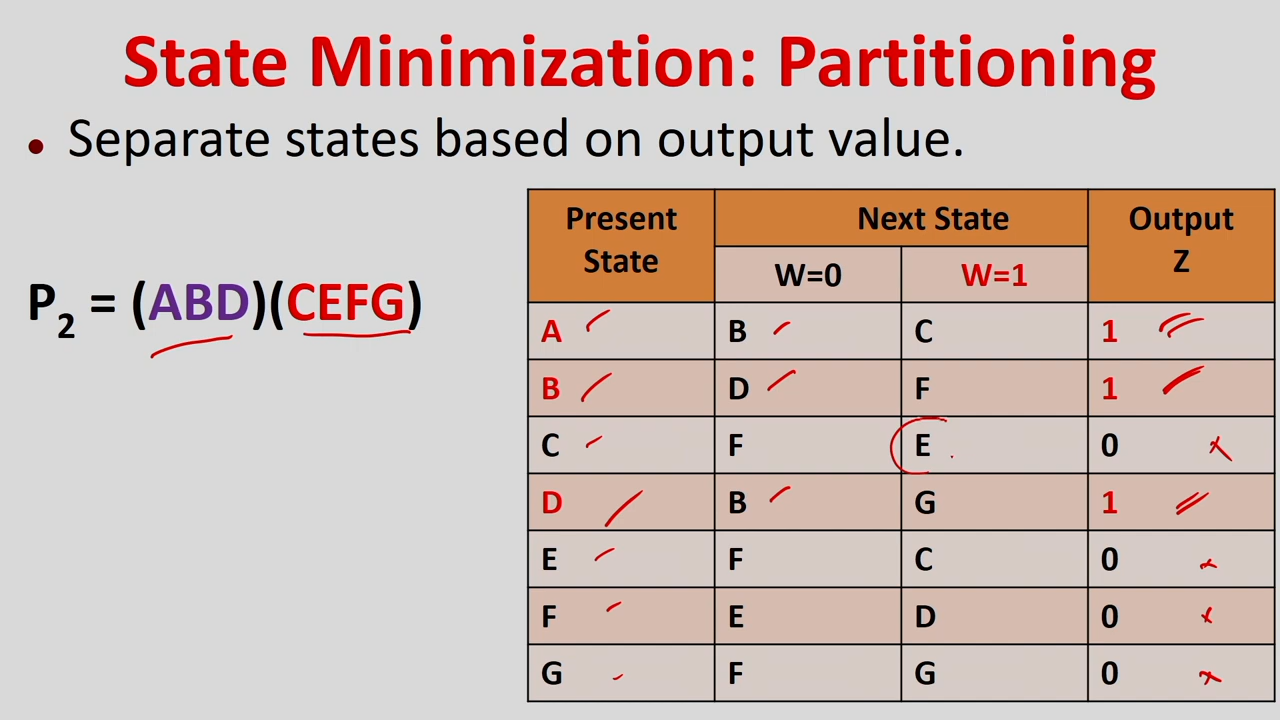 State Minimization: Partitioning
• Separate states based on output value.
P2 = (ABD)(CEFG)
Present State Next State Output Z
W=0 W=1
A B C 1
B D F 1
C F E 0
D B G 1
E F C 0
F E D 0
G F G 0